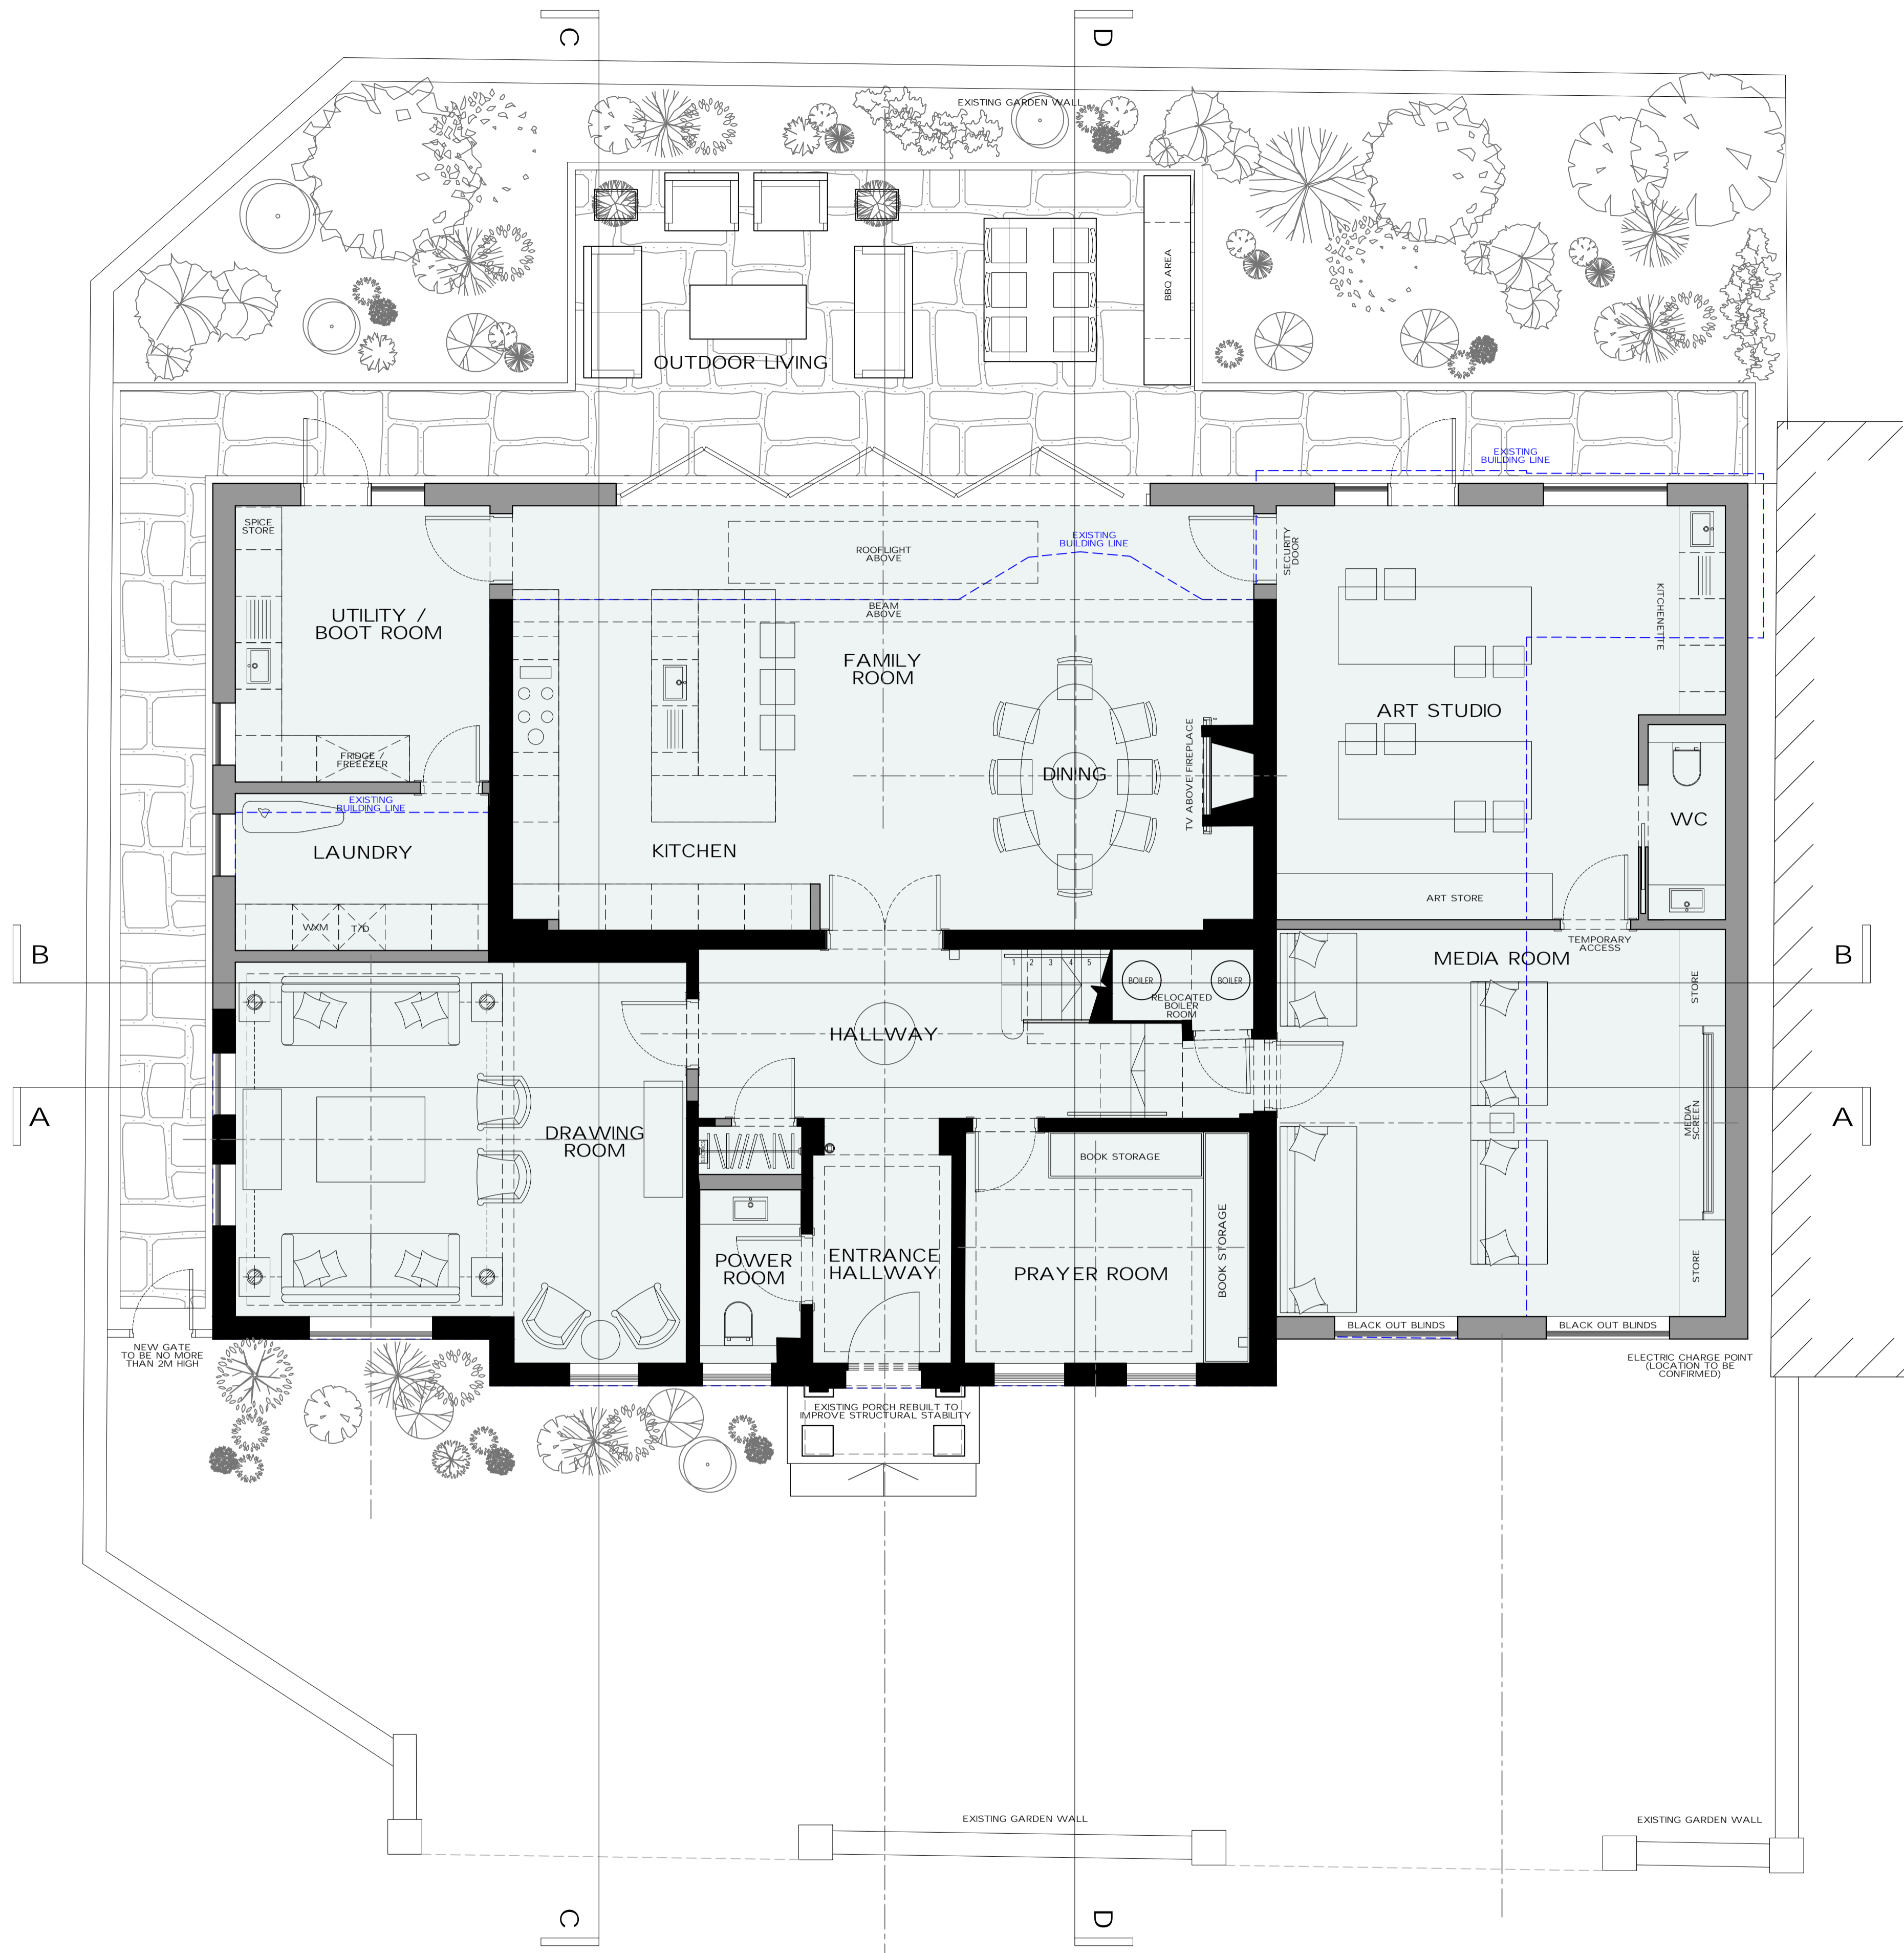 C
D
EXISTING GARDEN WALL
BBQ AREA
OUTDOOR LIVING
EXISTING
BUILDING LINE
SPICE
STORE
ROOFLIGHT
ABOVE
EXISTING
BUILDING LINE
SECURITY
DOOR
BEAM
ABOVE
UTILITY /
BOOT ROOM
FAMILY
ROOM
KITCHENETTE
ART STUDIO
FRIDGE /
FREEEZER
TV ABOVE FIREPLACE
DINING
EXISTING
BUILDING LINE
WC
LAUNDRY
KITCHEN
ART STORE
W/M
T/D
TEMPORARY
ACCESS
B
MEDIA ROOM
B
1 2 3 4 5
BOILER
BOILER
RELOCATED
BOILER
ROOM
STORE
HALLWAY
A
DRAWING
ROOM
MEDIA
SCREEN
A
BOOK STORAGE
BOOK STORAGE
POWER
ROOM
ENTRANCE
HALLWAY
PRAYER ROOM
STORE
BLACK OUT BLINDS
BLACK OUT BLINDS
NEW GATE
TO BE NO MORE
THAN 2M HIGH
ELECTRIC CHARGE POINT
(LOCATION TO BE
CONFIRMED)
EXISTING PORCH REBUILT TO
IMPROVE STRUCTURAL STABILITY
EXISTING GARDEN WALL
EXISTING GARDEN WALL
C
D